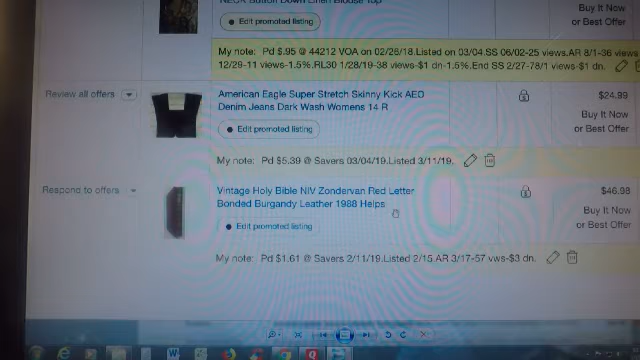 NEUA Button Down Linen Blouse Top
Buy It Now
or Best Offer
Edit promoted listing
My note: Pd $.95 @ 44212 VOA on 02/26/18.Listed on 03/04.SS 06/02-25 views.AR 8/1-36 views
12/29-11 views-1.5%.RL30 1/28/19-38 views-$1 dn-1.5%.End SS 2/27-78/1 views-$1 dn.
Review all offers
American Eagle Super Stretch Skinny Kick AEO
Denim Jeans Dark Wash Womens 14 R
$24.99
Buy It Now
or Best Offer
Edit promoted listing
My note: Pd $5.39 @ Savers 03/04/19.Listed 3/11/19.
Respond to offers
Vintage Holy Bible NIV Zondervan Red Letter
Bonded Burgandy Leather 1988 Helps
$46.98
Buy It Now
or Best Offer
Edit promoted listing
My note: Pd $1.61 @ Savers 2/11/19.Listed 2/15 AR 3/17-57 vws-$3 dn.